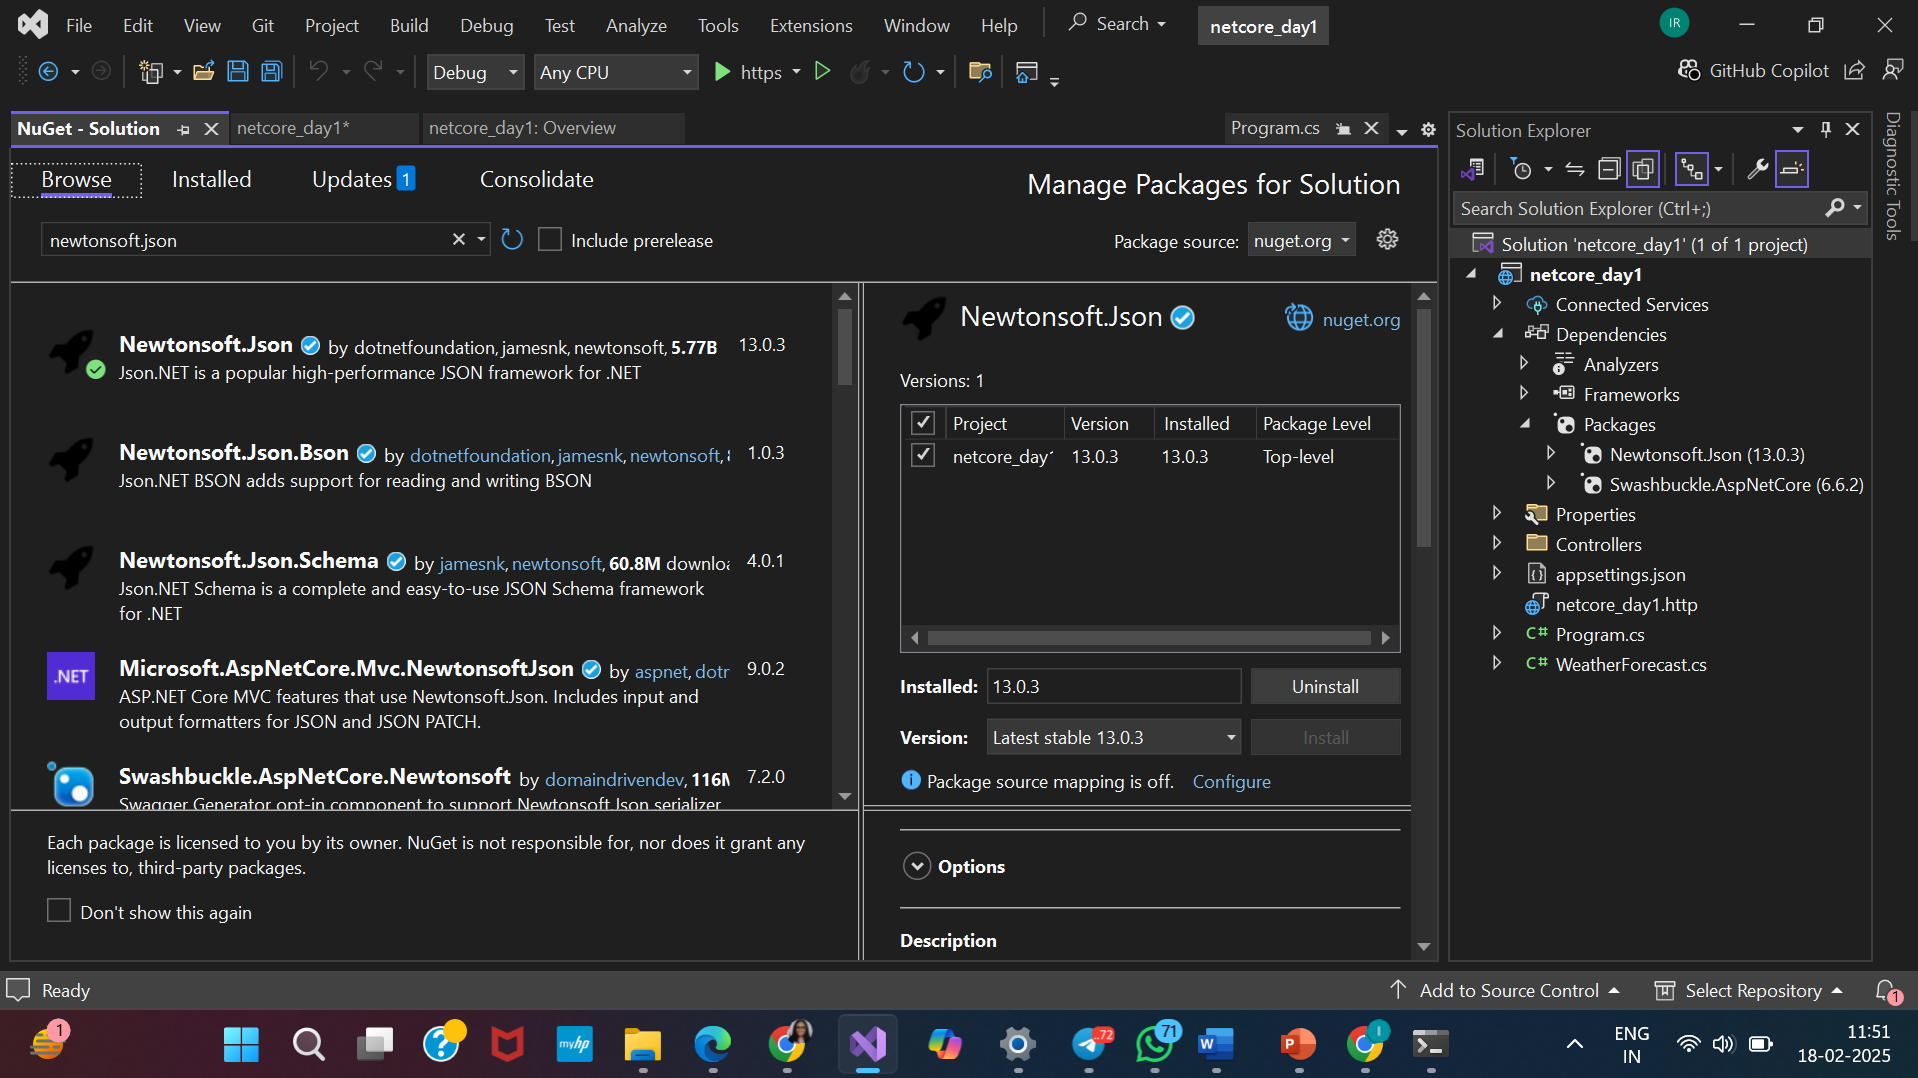 File Edit View Git Project Build Debug Test Analyze Tools Extensions Window Help Search netcore_day1 IR
Debug Any CPU https GitHub Copilot
NuGet - Solution netcore_day1* netcore_day1: Overview Program.cs
Browse Installed Updates 1 Consolidate
Manage Packages for Solution
newtonsoft.json Include prerelease
Package source: nuget.org
Newtonsoft.Json by dotnetfoundation, jamesnk, newtonsoft, 5.77B 13.0.3
Json.NET is a popular high-performance JSON framework for .NET
Newtonsoft.Json.Bson by dotnetfoundation, jamesnk, newtonsoft, 1.0.3
Json.NET BSON adds support for reading and writing BSON
Newtonsoft.Json.Schema by jamesnk, newtonsoft, 60.8M 4.0.1
Json.NET Schema is a complete and easy-to-use JSON Schema framework
for .NET
.NET
Microsoft.AspNetCore.Mvc.NewtonsoftJson by aspnet, 9.0.2
ASP.NET Core MVC features that use Newtonsoft.Json. Includes input and
output formatters for JSON and JSON PATCH.
Swashbuckle.AspNetCore.Newtonsoft by domaindrivendev, 7.2.0
Swagger Generator opt-in component to support Newtonsoft.Json serializer
Each package is licensed to you by its owner. NuGet is not responsible for, nor does it grant any
licenses to, third-party packages.
Don't show this again
Newtonsoft.Json nuget.org
Versions: 1
Project Version Installed Package Level
netcore_day 13.0.3 13.0.3 Top-level
Installed: 13.0.3 Uninstall
Version: Latest stable 13.0.3 Install
Package source mapping is off. Configure
Options
Description
Solution Explorer
Search Solution Explorer (Ctrl+;)
Solution 'netcore_day1' (1 of 1 project)
netcore_day1
Connected Services
Dependencies
Analyzers
Frameworks
Packages
Newtonsoft.Json (13.0.3)
Swashbuckle.AspNetCore (6.6.2)
Properties
Controllers
appsettings.json
netcore_day1.http
C# Program.cs
C# WeatherForecast.cs
Diagnostic Tools
Ready Add to Source Control Select Repository 1
1 myhp 72 71 W P I ENG 11:51
IN 18-02-2025